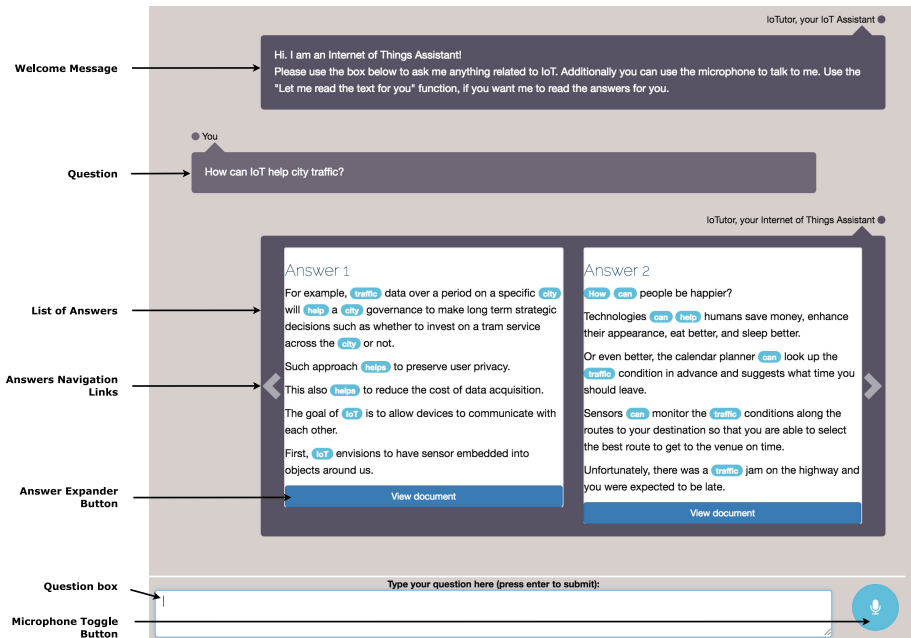 IoTutor, your IoT Assistant
Welcome Message
Hi. I am an Internet of Things Assistant!
Please use the box below to ask me anything related to IoT. Additionally you can use the microphone to talk to me. Use the
"Let me read the text for you" function, if you want me to read the answers for you.
You
Question
How can IoT help city traffic?
IoTutor, your Internet of Things Assistant
List of Answers
Answers Navigation
Links
Answer Expander
Button
Answer 1
For example, traffic data over a period on a specific city
will help a city governance to make long term strategic
decisions such as whether to invest on a tram service
across the city or not.
Such approach helps to preserve user privacy.
This also helps to reduce the cost of data acquisition.
The goal of IoT is to allow devices to communicate with
each other.
First, IoT envisions to have sensor embedded into
objects around us.
View document
Answer 2
How can people be happier?
Technologies can help humans save money, enhance
their appearance, eat better, and sleep better.
Or even better, the calendar planner can look up the
traffic condition in advance and suggests what time you
should leave.
Sensors can monitor the traffic conditions along the
routes to your destination so that you are able to select
the best route to get to the venue on time.
Unfortunately, there was a traffic jam on the highway and
you were expected to be late.
View document
Question box
Type your question here (press enter to submit):
Microphone Toggle
Button